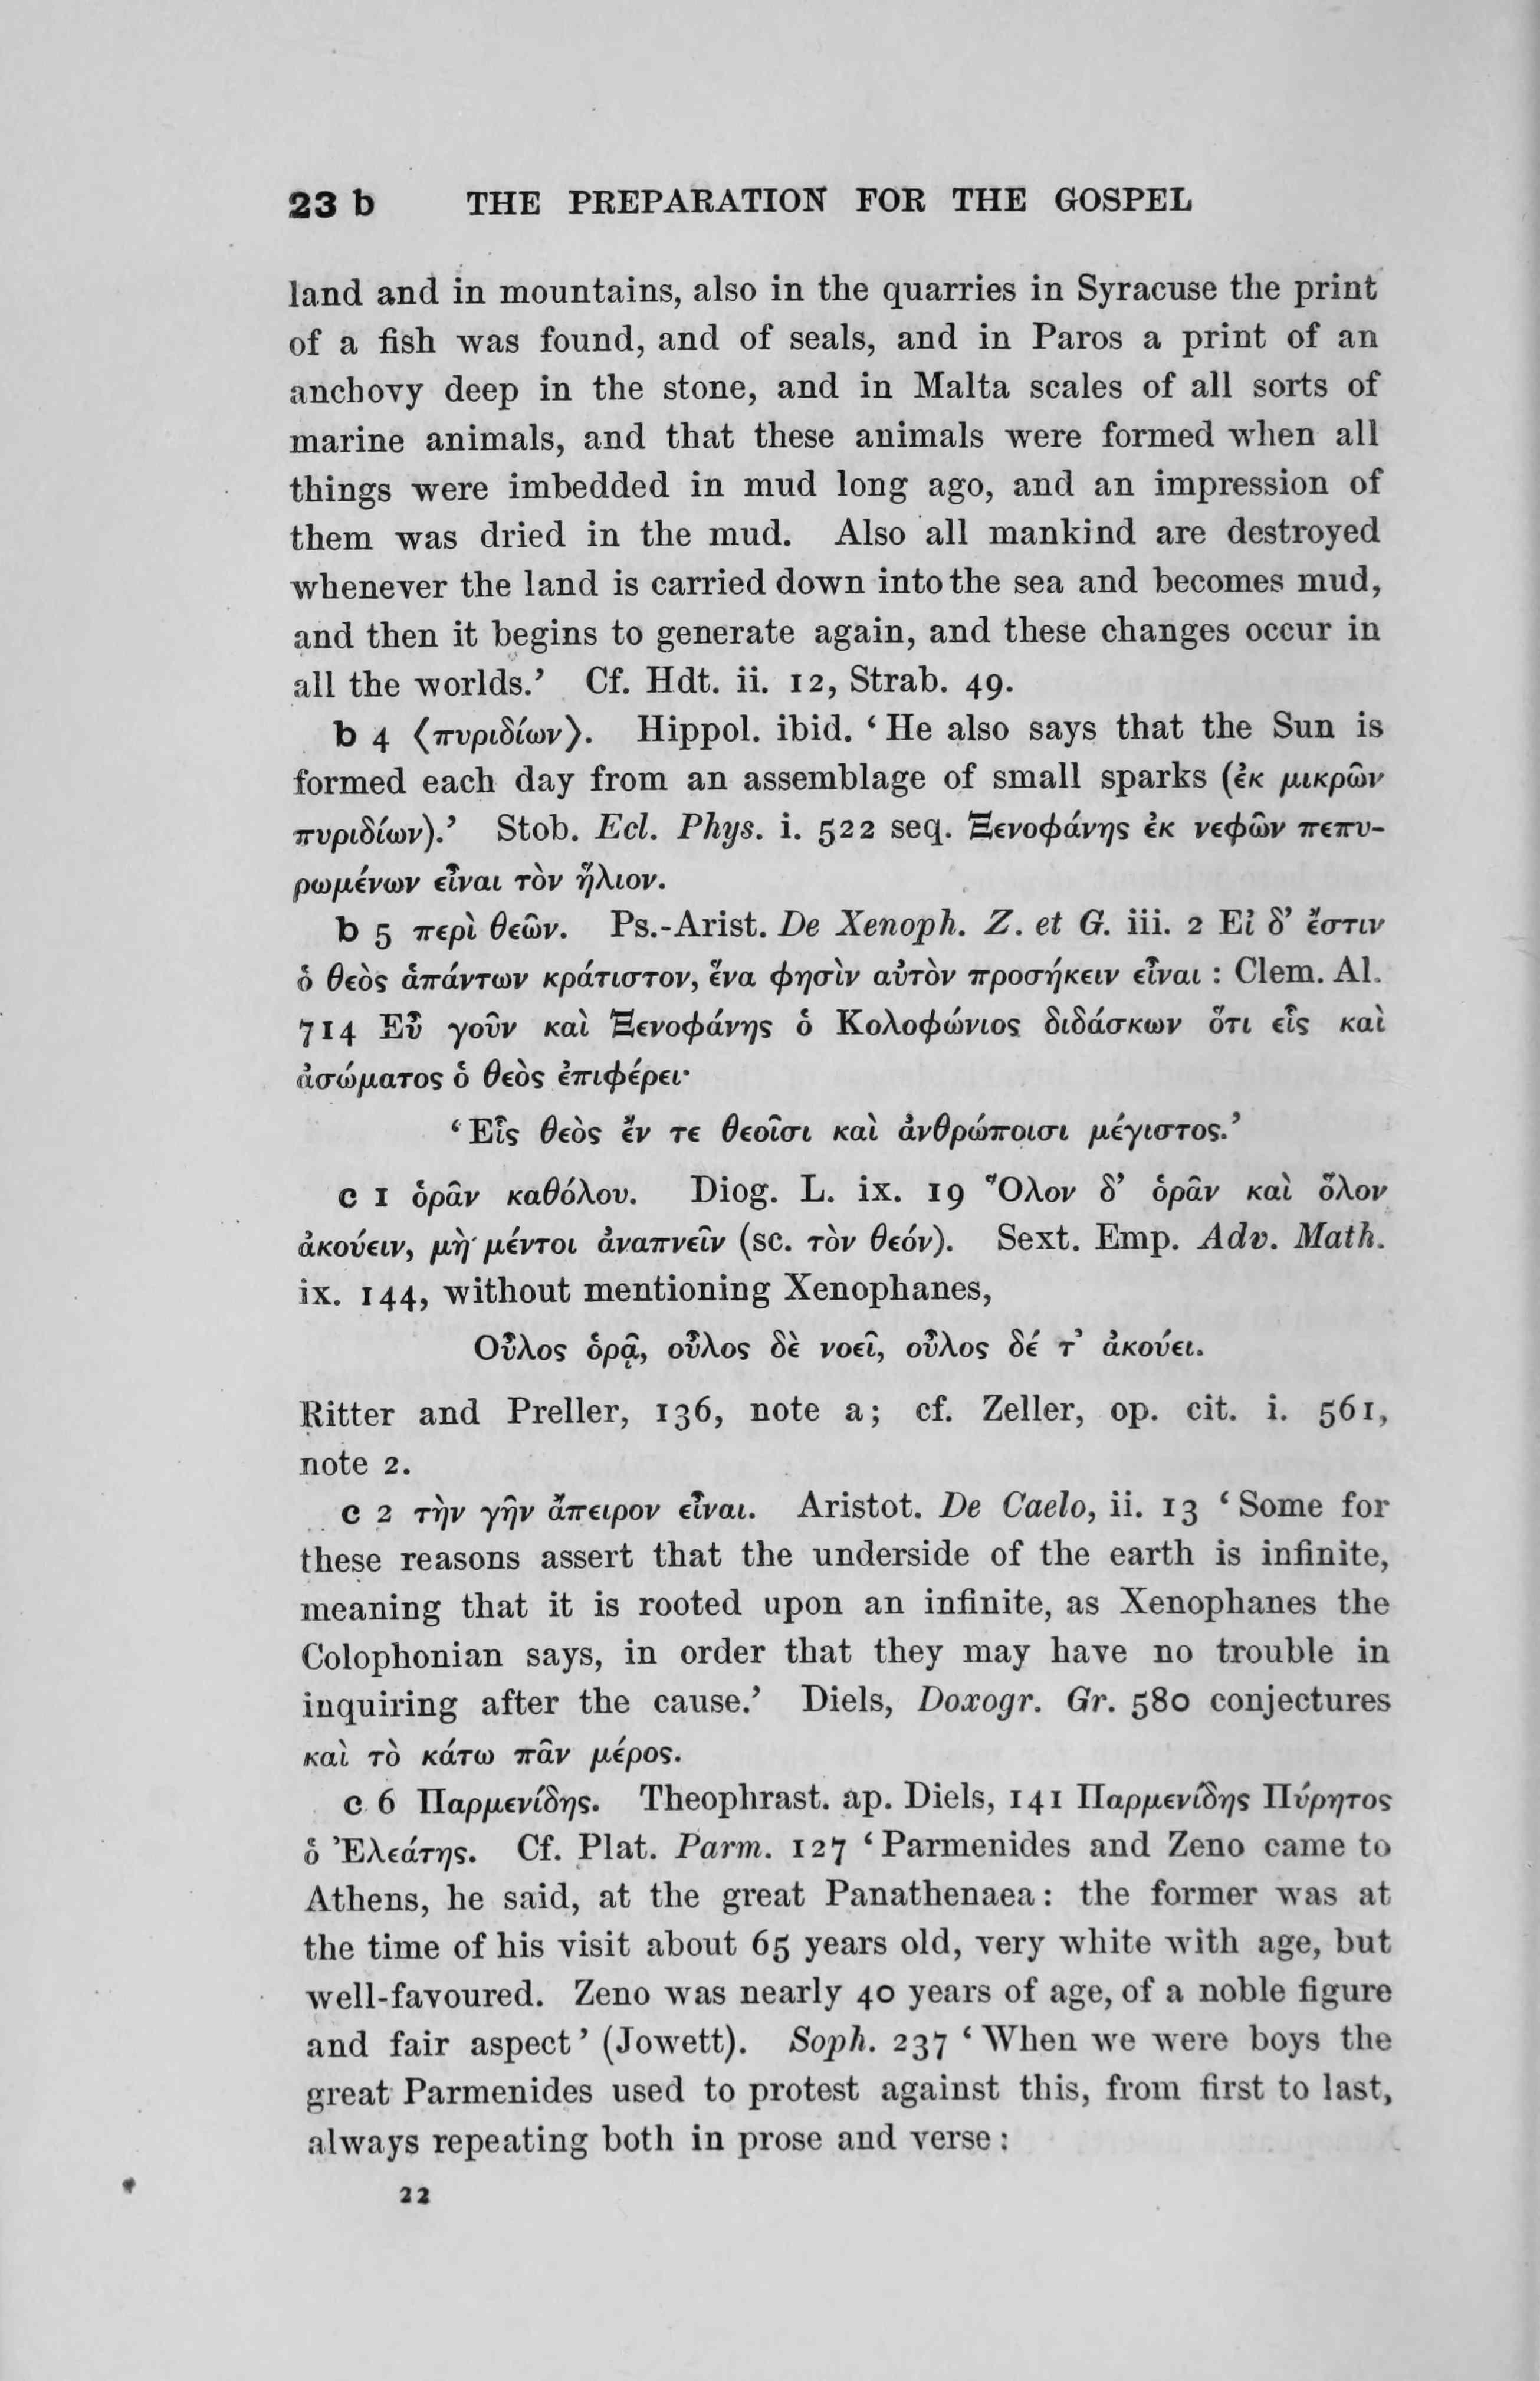 23 b THE PREPARATION FOR THE GOSPEL
land and in mountains, also in the quarries in Syracuse the print
of a fish was found, and of seals, and in Paros a print of an
anchovy deep in the stone, and in Malta scales of all sorts of
marine animals, and that these animals were formed when all
things were imbedded in mud long ago, and an impression of
them was dried in the mud. Also all mankind are destroyed
whenever the land is carried down into the sea and becomes mud,
and then it begins to generate again, and these changes occur in
all the worlds.’ Cf. Hdt. ii. 12, Strab. 49.
b 4 ⟨πυριδίων⟩. Hippol. ibid. ‘He also says that the Sun is
formed each day from an assemblage of small sparks (ἐκ μικρῶν
πυριδίων).’ Stob. Ecl. Phys. i. 522 seq. Ξενοφάνης ἐκ νεφῶν πεπυ-
ρωμένων εἶναι τὸν ἥλιον.
b 5 περὶ θεῶν. Ps.-Arist. De Xenoph. Z. et G. iii. 2 Εἰ δ’ ἔστιν
ὁ θεὸς ἁπάντων κράτιστον, ἕνα φησὶν αὐτὸν προσήκειν εἶναι : Clem. Al.
714 Εὖ γοῦν καὶ Ξενοφάνης ὁ Κολοφώνιος διδάσκων ὅτι εἷς καὶ
ἀσώματος ὁ θεὸς ἐπιφέρει·
‘Εἷς θεὸς ἔν τε θεοῖσι καὶ ἀνθρώποισι μέγιστος.’
c 1 ὁρᾶν καθόλου. Diog. L. ix. 19 Ὅλον δ’ ὁρᾶν καὶ ὅλον
ἀκούειν, μὴ μέντοι ἀναπνεῖν (sc. τὸν θεόν). Sext. Emp. Adv. Math.
ix. 144, without mentioning Xenophanes,
Οὖλος ὁρᾷ, οὖλος δὲ νοεῖ, οὖλος δέ τ’ ἀκούει.
Ritter and Preller, 136, note a; cf. Zeller, op. cit. i. 561,
note 2.
c 2 τὴν γῆν ἄπειρον εἶναι. Aristot. De Caelo, ii. 13 ‘Some for
these reasons assert that the underside of the earth is infinite,
meaning that it is rooted upon an infinite, as Xenophanes the
Colophonian says, in order that they may have no trouble in
inquiring after the cause.’ Diels, Doxogr. Gr. 580 conjectures
καὶ τὸ κάτω πᾶν μέρος.
c 6 Παρμενίδης. Theophrast. ap. Diels, 141 Παρμενίδης Πύρητος
ὁ Ἐλεάτης. Cf. Plat. Parm. 127 ‘Parmenides and Zeno came to
Athens, he said, at the great Panathenaea: the former was at
the time of his visit about 65 years old, very white with age, but
well-favoured. Zeno was nearly 40 years of age, of a noble figure
and fair aspect’ (Jowett). Soph. 237 ‘When we were boys the
great Parmenides used to protest against this, from first to last,
always repeating both in prose and verse:
22